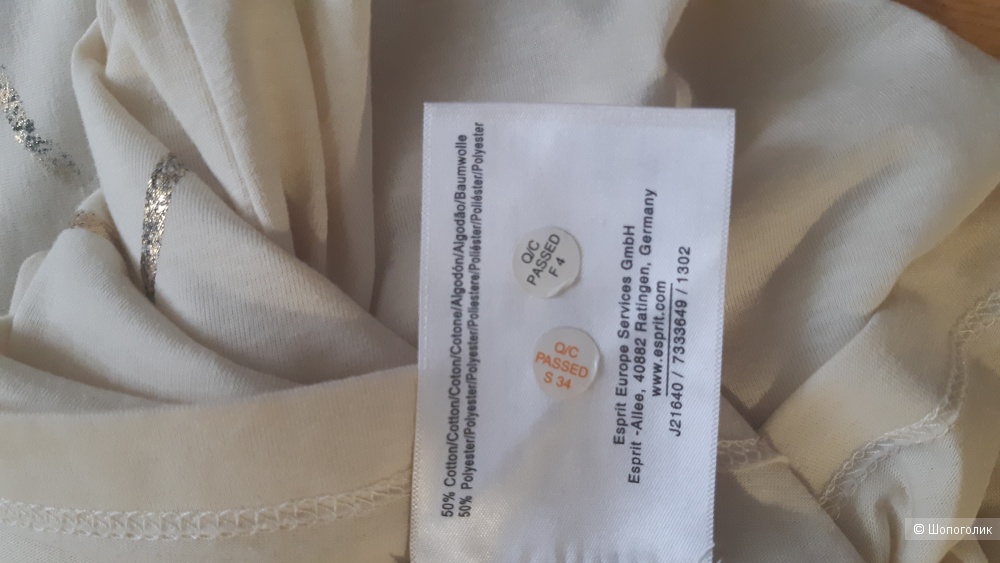 50% Cotton/Cotton/Coton/Cotone/Algodón/Algodão/Baumwolle
50% Polyester/Polyester/Polyester/Poliestere/Poliéster/Poliéster/Polyester
Q/C
PASSED
F 4
Q/C
PASSED
S 34
Esprit Europe Services GmbH
Esprit -Allee, 40882 Ratingen, Germany
www.esprit.com
J21640 / 7333649 / 1302
© Шопоголик